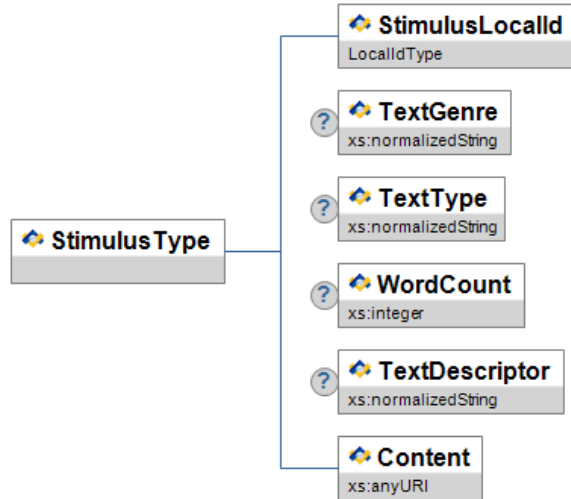 StimulusLocalId
LocalIdType
?
TextGenre
xs:normalizedString
?
TextType
xs:normalizedString
StimulusType
?
WordCount
xs:integer
?
TextDescriptor
xs:normalizedString
Content
xs:anyURI